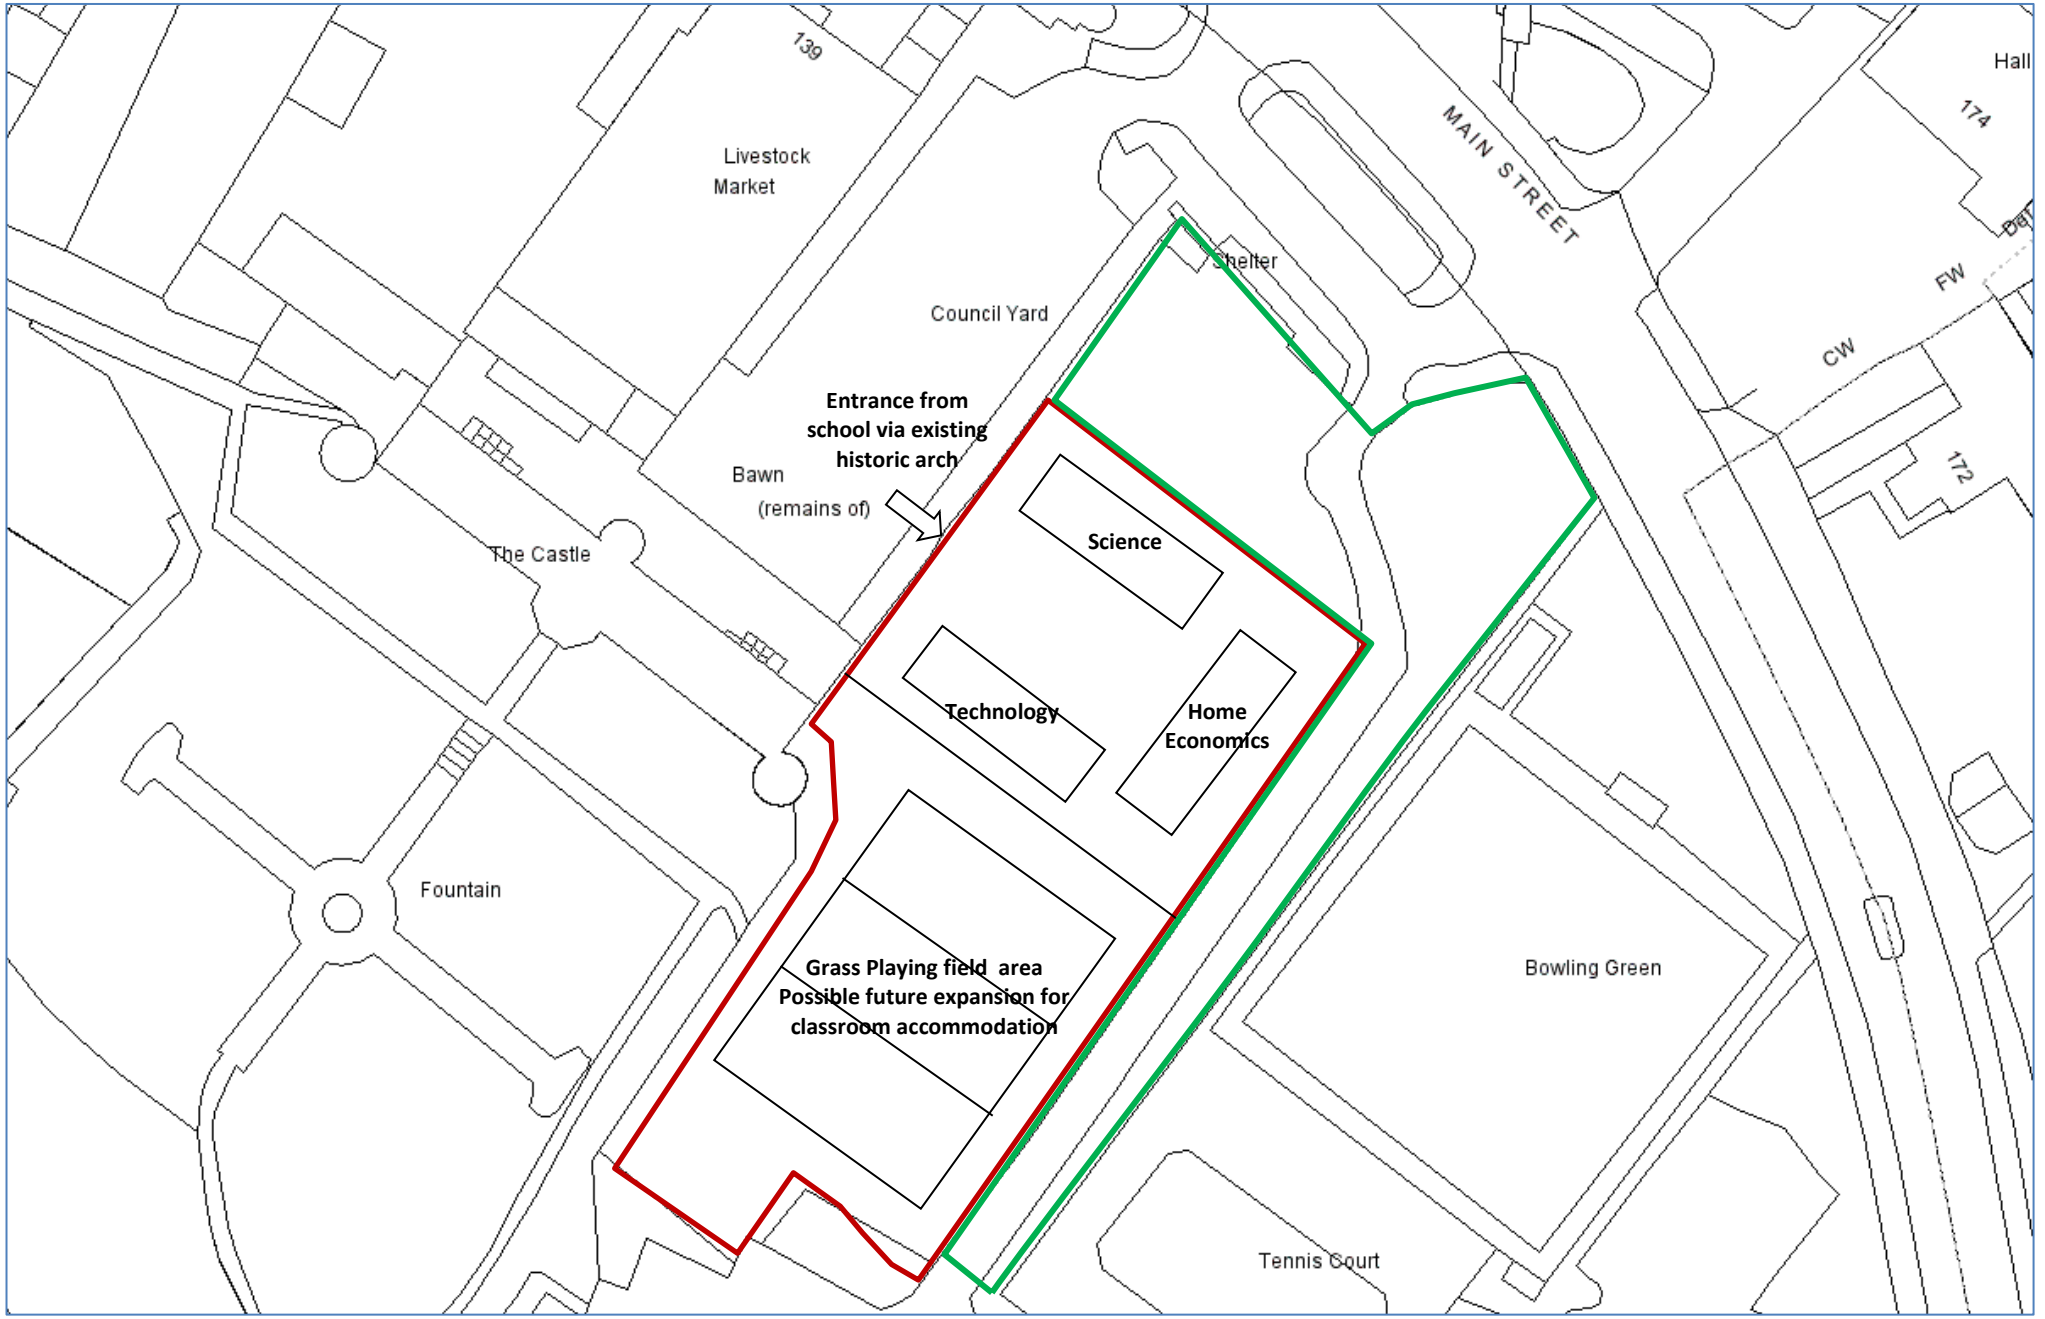 139
Hall
174
MAIN STREET
Livestock
Market
Shelter
FW
Council Yard
CW
Entrance from
school via existing
historic arch
Bawn
(remains of)
172
Science
The Castle
Technology
Home
Economics
Fountain
Grass Playing field area
Possible future expansion for
classroom accommodation
Bowling Green
Tennis Court